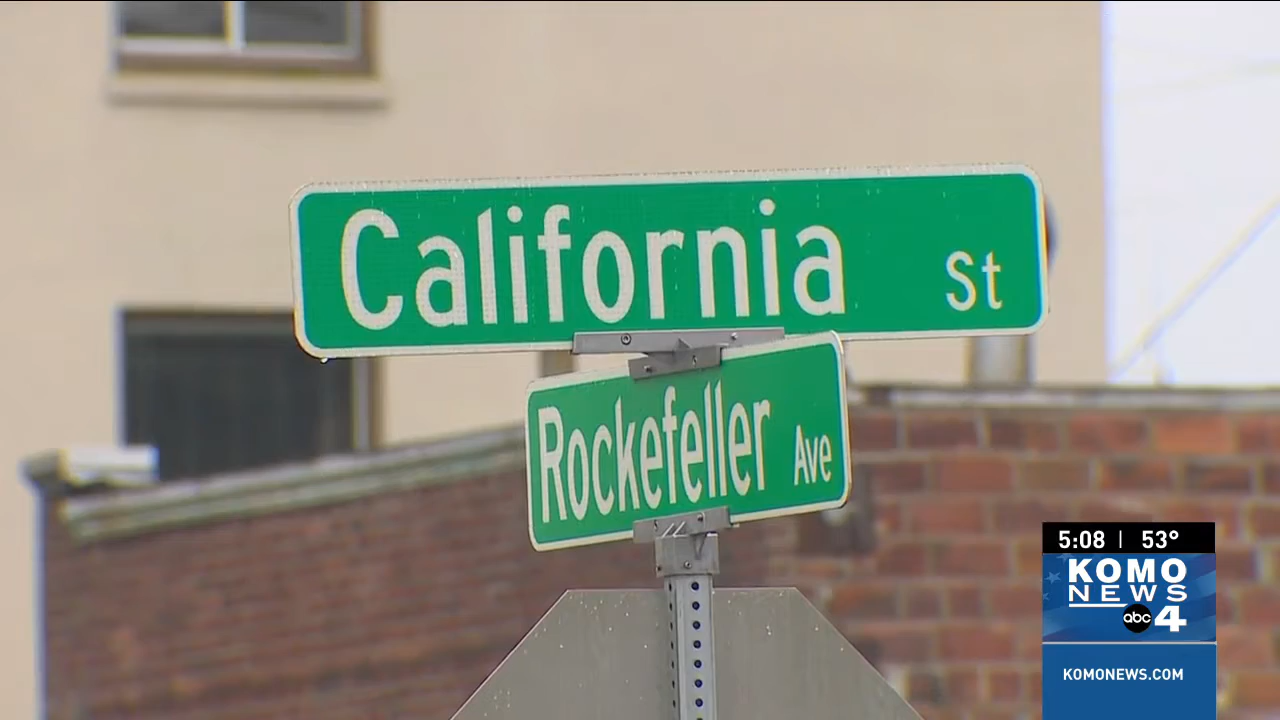 California St
Rockefeller Ave
5:08 | 53°
KOMO
NEWS
abc 4
KOMONEWS.COM